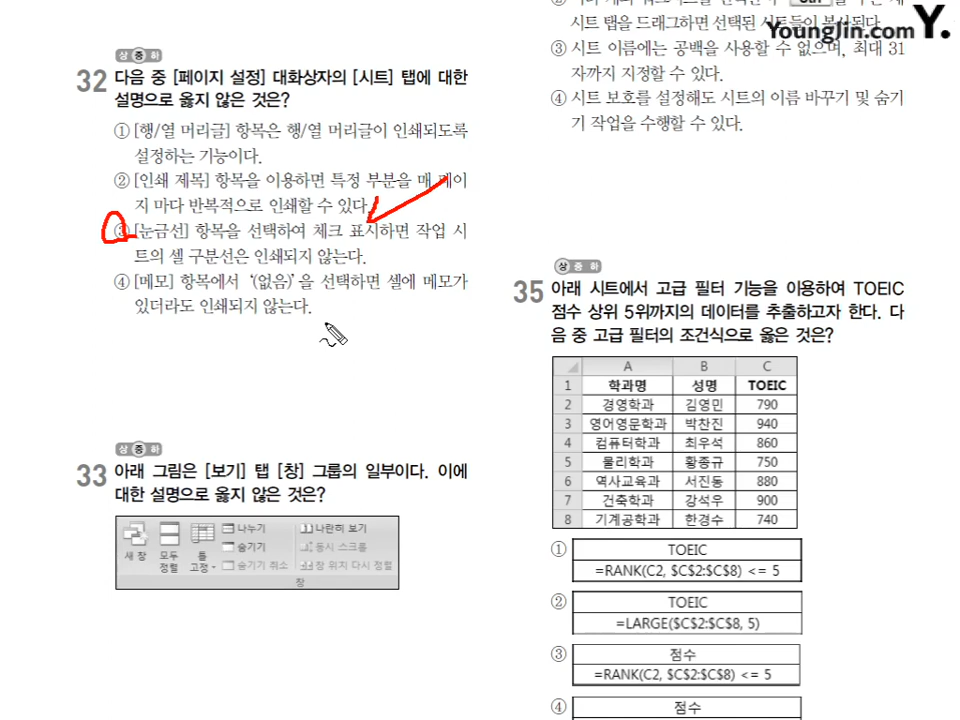 시트 탭을 드래그하면 선택된 시트들이 복사된다.
YoungJin.com Y.
③ 시트 이름에는 공백을 사용할 수 없으며, 최대 31
자까지 지정할 수 있다.
④ 시트 보호를 설정해도 시트의 이름 바꾸기 및 숨기
기 작업을 수행할 수 있다.
상 중 하
32 다음 중 [페이지 설정] 대화상자의 [시트] 탭에 대한
설명으로 옳지 않은 것은?
① [행/열 머리글] 항목은 행/열 머리글이 인쇄되도록
설정하는 기능이다.
② [인쇄 제목] 항목을 이용하면 특정 부분을 매 페이
지 마다 반복적으로 인쇄할 수 있다.
③ [눈금선] 항목을 선택하여 체크 표시하면 작업 시
트의 셀 구분선은 인쇄되지 않는다.
④ [메모] 항목에서 ‘(없음)’을 선택하면 셀에 메모가
있더라도 인쇄되지 않는다.
상 중 하
33 아래 그림은 [보기] 탭 [창] 그룹의 일부이다. 이에
대한 설명으로 옳지 않은 것은?
새 창
모두
정렬
틀
고정
나누기
숨기기
숨기기 취소
나란히 보기
동시 스크롤
창 위치 다시 정렬
창
상 중 하
35 아래 시트에서 고급 필터 기능을 이용하여 TOEIC
점수 상위 5위까지의 데이터를 추출하고자 한다. 다
음 중 고급 필터의 조건식으로 옳은 것은?
A B C
1 학과명 성명 TOEIC
2 경영학과 김영민 790
3 영어영문학과 박찬진 940
4 컴퓨터학과 최우석 860
5 물리학과 황종규 750
6 역사교육과 서진동 880
7 건축학과 강석우 900
8 기계공학과 한경수 740
① TOEIC
=RANK(C2, $C$2:$C$8) <= 5
② TOEIC
=LARGE($C$2:$C$8, 5)
③ 점수
=RANK(C2, $C$2:$C$8) <= 5
④ 점수